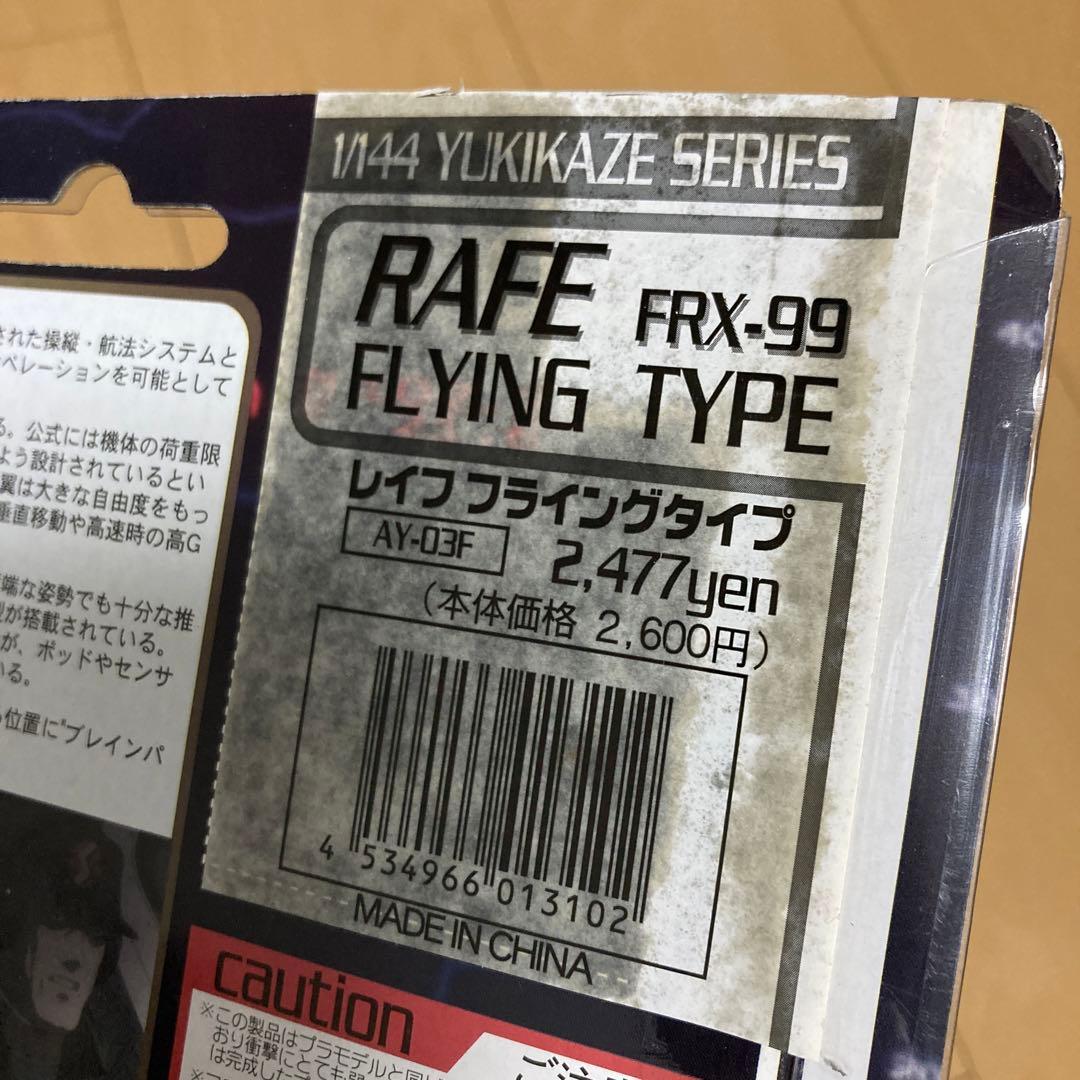 1/144 YUKIKAZE SERIES
RAFE FRX-99
FLYING TYPE
レイフ フライングタイプ
AY-03F 2,477yen
(本体価格 2,600円)
4 534966 013102
MADE IN CHINA
された操縦・航法システムと
ペレーションを可能として
る。公式には機体の荷重限
よう設計されているとい
翼は大きな自由度をもっ
垂直移動や高速時の高G
端な姿勢でも十分な推
が搭載されている。
が、ポッドやセンサ
いる。
位置に"ブレインパ
caution
※この製品はプラモデルと同
おり衝撃にとても
は完成した